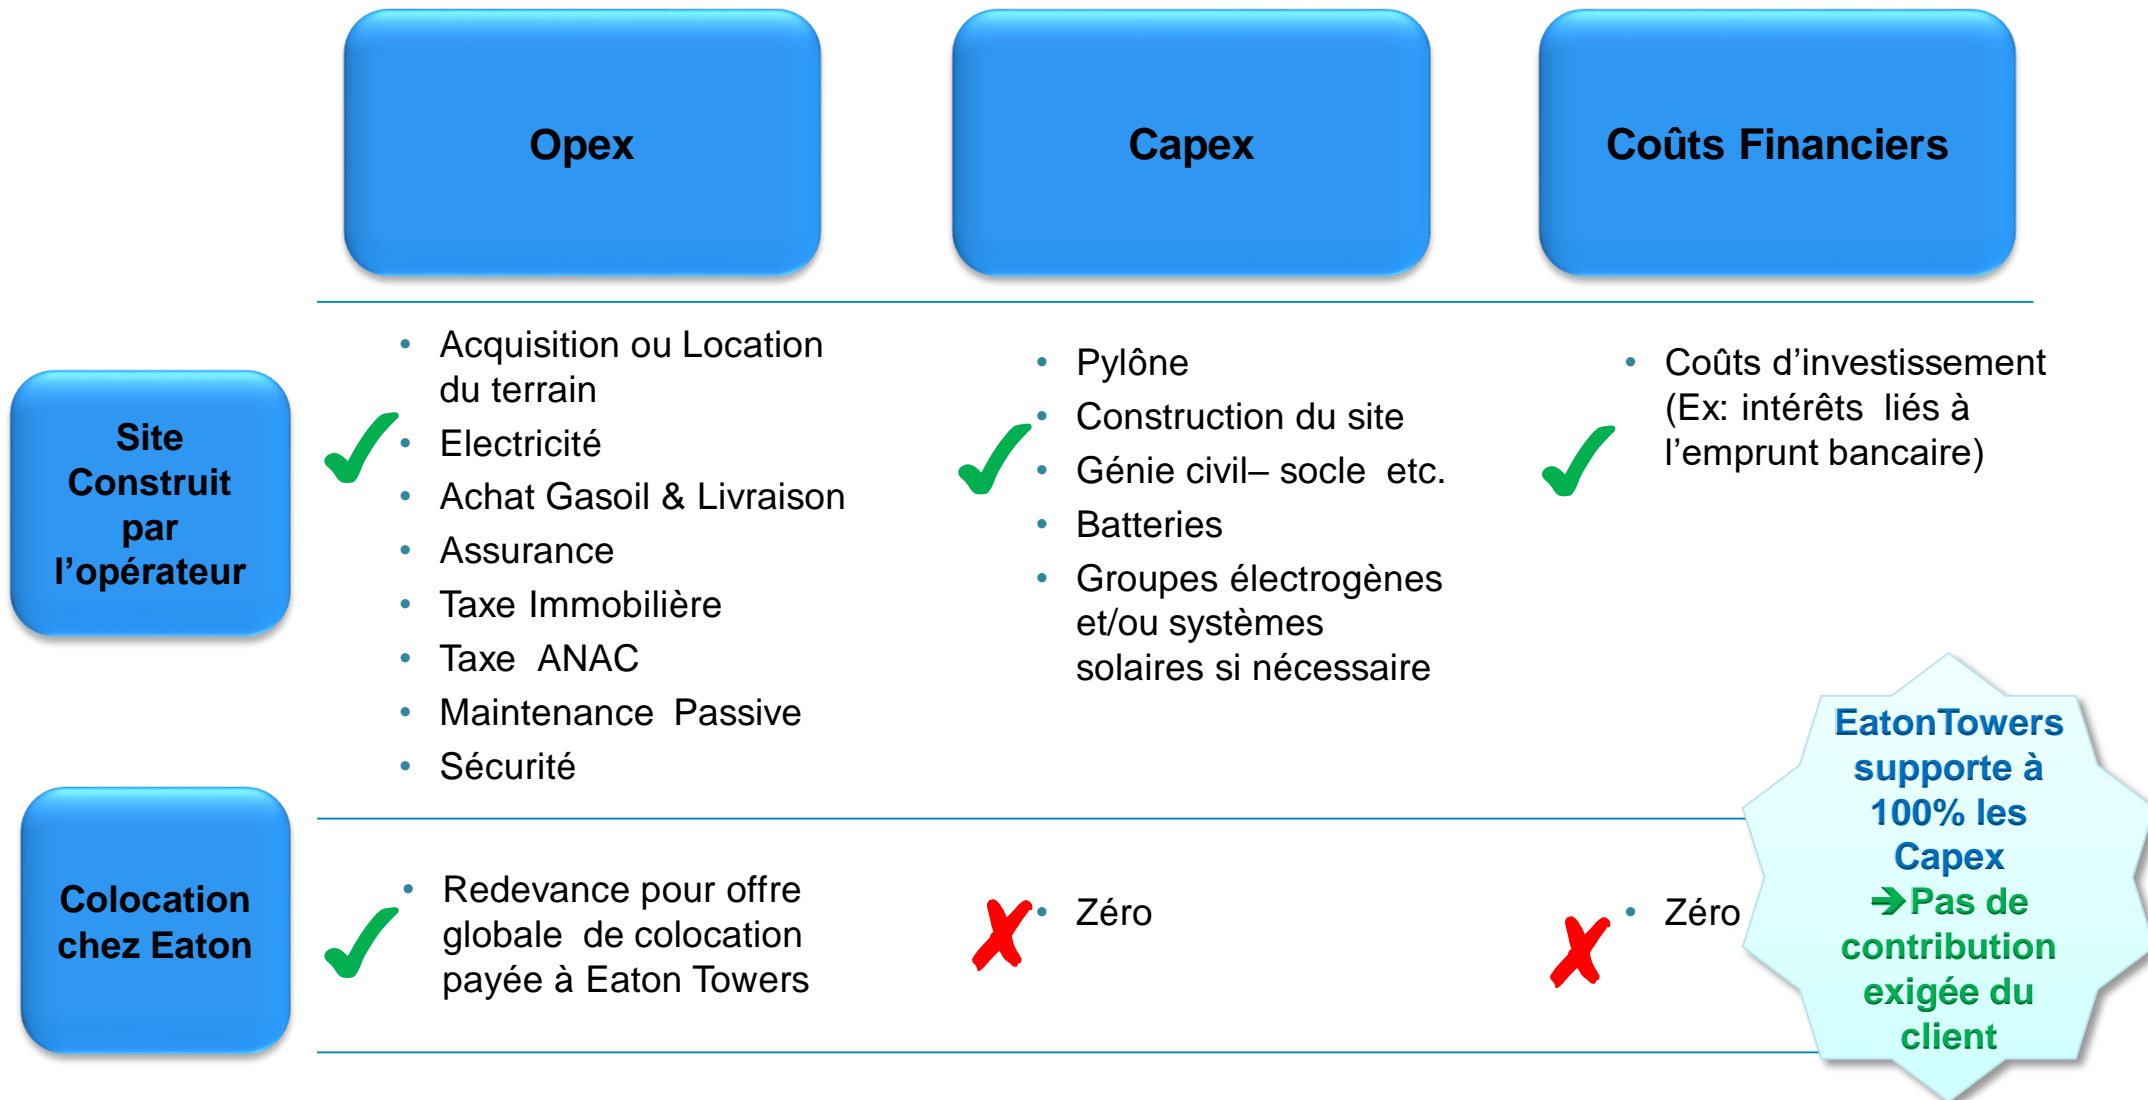 Opex
Capex
Coûts Financiers
Site
Construit
par
l’opérateur
• Acquisition ou Location
du terrain
• Electricité
• Achat Gasoil & Livraison
• Assurance
• Taxe Immobilière
• Taxe ANAC
• Maintenance Passive
• Sécurité
• Pylône
• Construction du site
• Génie civil– socle etc.
• Batteries
• Groupes électrogènes
et/ou systèmes
solaires si nécessaire
• Coûts d’investissement
(Ex: intérêts liés à
l’emprunt bancaire)
Colocation
chez Eaton
• Redevance pour offre
globale de colocation
payée à Eaton Towers
• Zéro
• Zéro
EatonTowers
supporte à
100% les
Capex
➔Pas de
contribution
exigée du
client